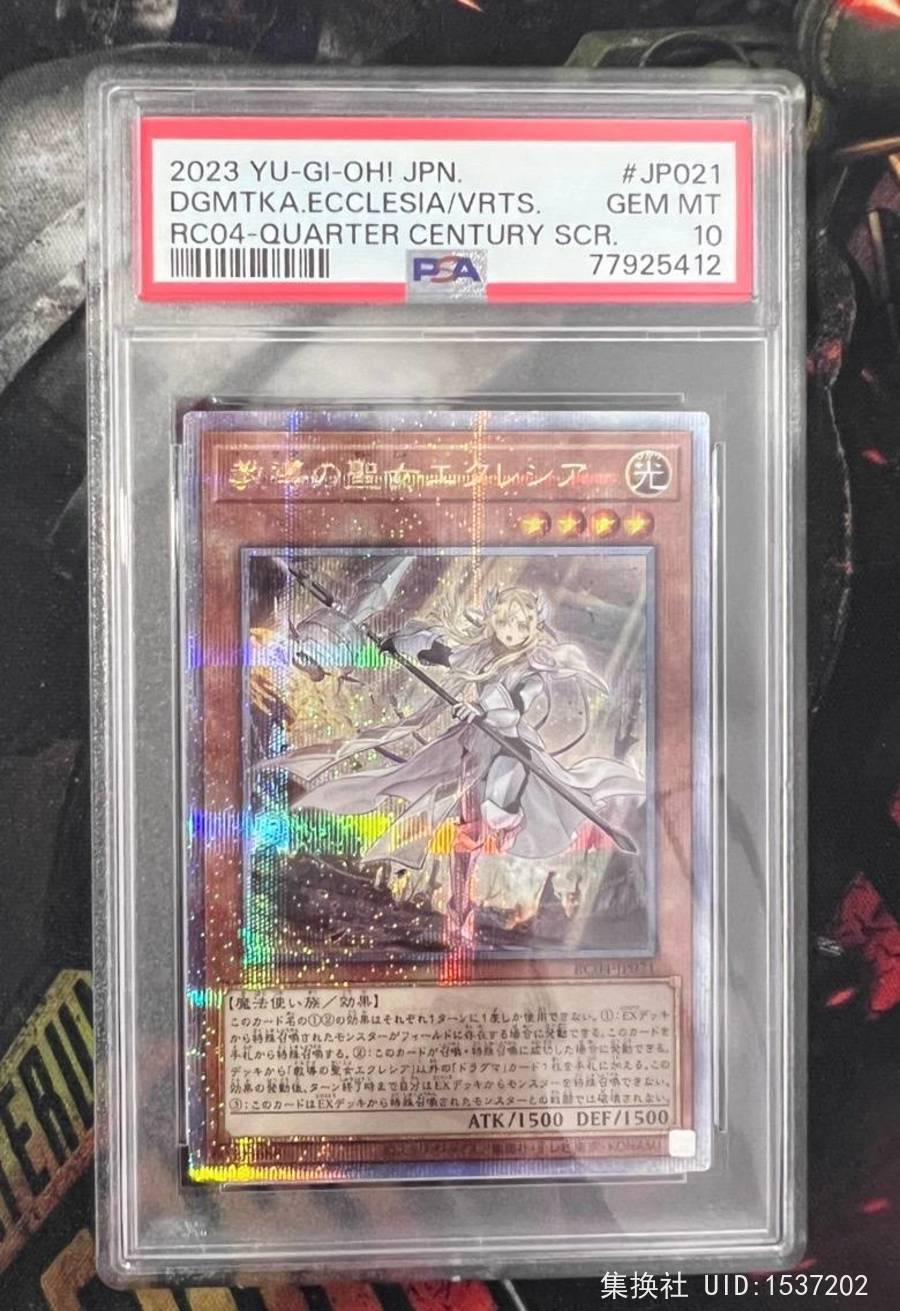 2023 YU-GI-OH! JPN. #JP021
DGMTKA.ECCLESIA/VRTS. GEM MT
RC04-QUARTER CENTURY SCR. 10
PSA 77925412
教導の聖女エクレシア 光
RC04-JP021
【魔法使い族／効果】
このカード名の①②の効果はそれぞれ1ターンに1度しか使用できない。①：EXデッキ
から特殊召喚されたモンスターがフィールドに存在する場合に発動できる。このカードを
手札から特殊召喚する。②：このカードが召喚・特殊召喚に成功した場合に発動できる。
デッキから「教導の聖女エクレシア」以外の「ドラグマ」カード1枚を手札に加える。この
効果の発動後、ターン終了時まで自分はEXデッキからモンスターを特殊召喚できない。
③：このカードはEXデッキから特殊召喚されたモンスターとの戦闘では破壊されない。
ATK/1500 DEF/1500
集换社 UID:1537202